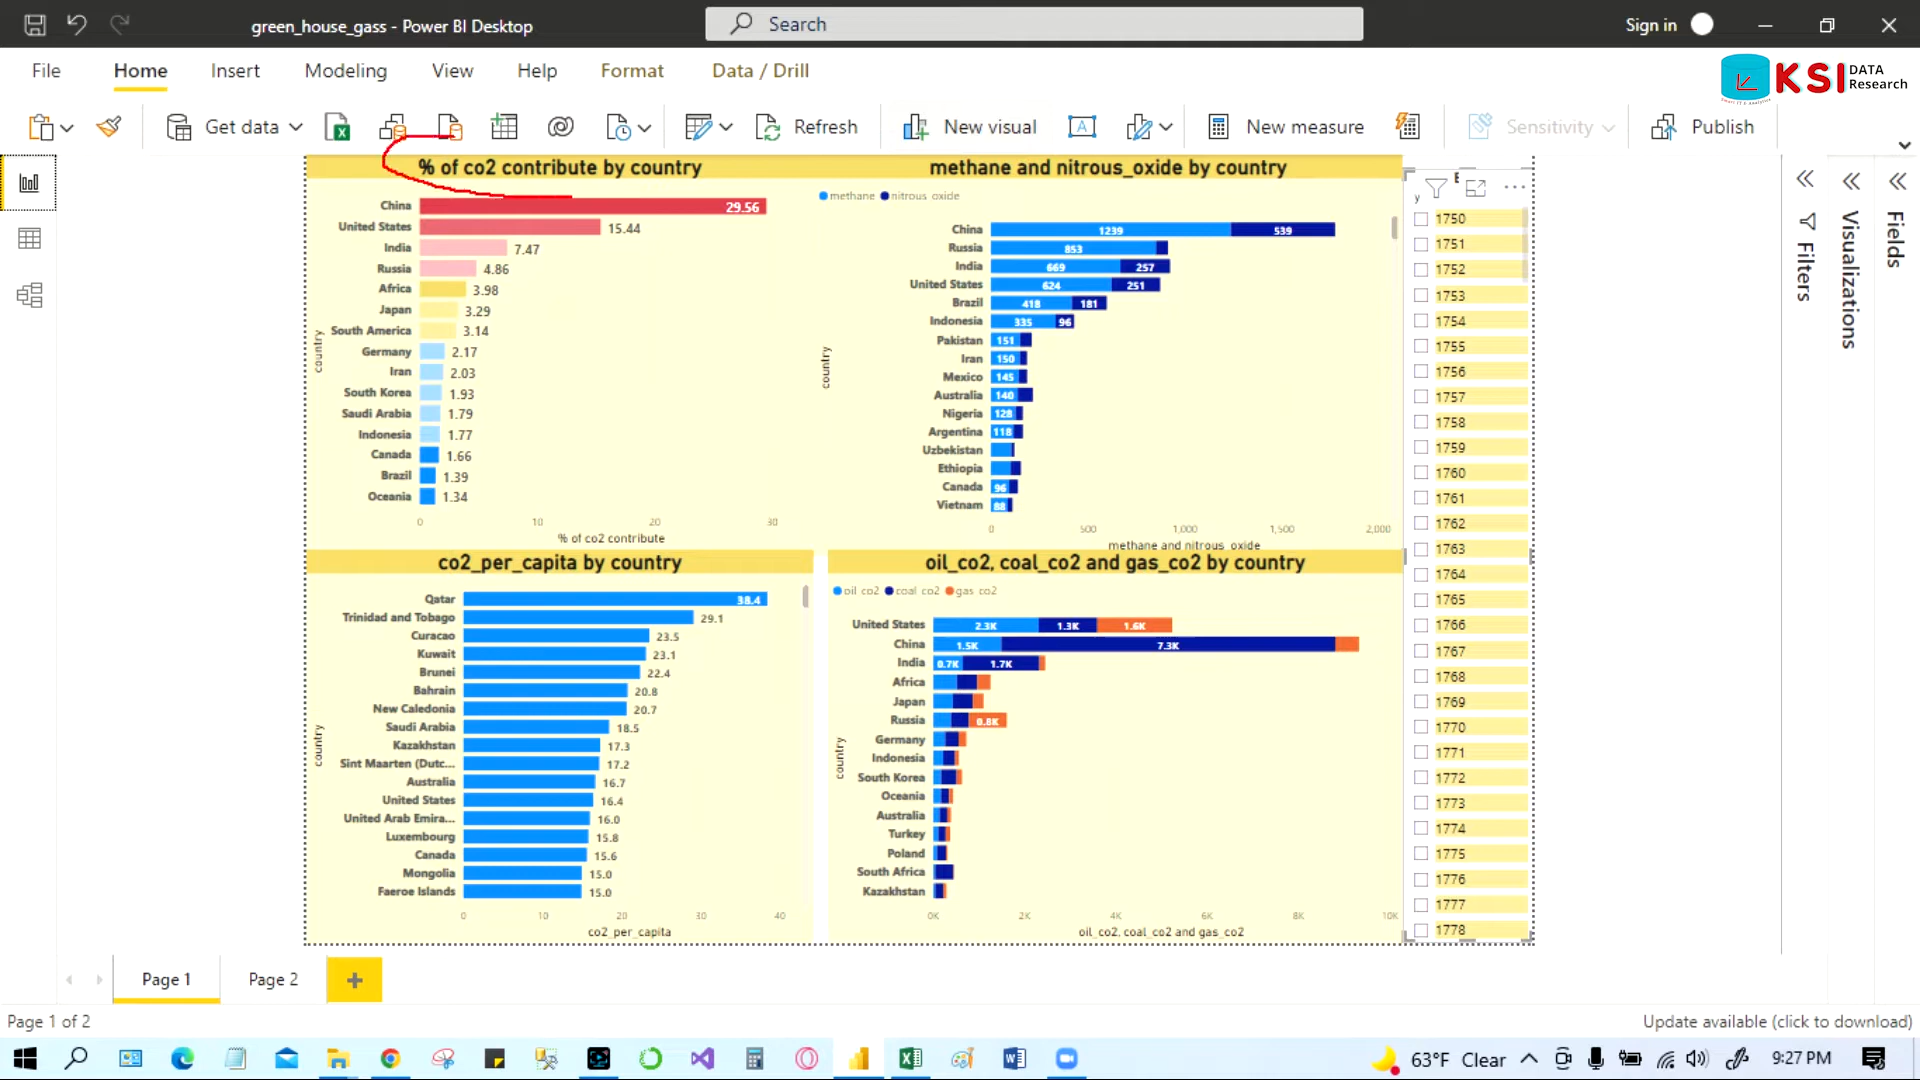 green_house_gass - Power BI Desktop
Search
Sign in
File Home Insert Modeling View Help Format Data / Drill
KSI DATA Research
Get data
Refresh
New visual
New measure
Sensitivity
Publish
% of co2 contribute by country
China 29.56
United States 15.44
India 7.47
Russia 4.86
Africa 3.98
Japan 3.29
South America 3.14
Germany 2.17
Iran 2.03
South Korea 1.93
Saudi Arabia 1.79
Indonesia 1.77
Canada 1.66
Brazil 1.39
Oceania 1.34
country
0 10 20 30
% of co2 contribute
methane and nitrous_oxide by country
methane nitrous_oxide
China 1239 539
Russia 853
India 669 257
United States 624 251
Brazil 418 181
Indonesia 335 96
Pakistan 151
Iran 150
Mexico 145
Australia 140
Nigeria 128
Argentina 118
Uzbekistan
Ethiopia
Canada 96
Vietnam 88
country
0 500 1,000 1,500 2,000
methane and nitrous_oxide
co2_per_capita by country
Qatar 38.4
Trinidad and Tobago 29.1
Curacao 23.5
Kuwait 23.1
Brunei 22.4
Bahrain 20.8
New Caledonia 20.7
Saudi Arabia 18.5
Kazakhstan 17.3
Sint Maarten (Dutc... 17.2
Australia 16.7
United States 16.4
United Arab Emira... 16.0
Luxembourg 15.8
Canada 15.6
Mongolia 15.0
Faeroe Islands 15.0
country
0 10 20 30 40
co2_per_capita
oil_co2, coal_co2 and gas_co2 by country
oil_co2 coal_co2 gas_co2
United States 2.3K 1.3K 1.6K
China 1.5K 7.3K
India 0.7K 1.7K
Africa
Japan
Russia 0.8K
Germany
Indonesia
South Korea
Oceania
Australia
Turkey
Poland
South Africa
Kazakhstan
country
0K 2K 4K 6K 8K 10K
oil_co2, coal_co2 and gas_co2
y
1750
1751
1752
1753
1754
1755
1756
1757
1758
1759
1760
1761
1762
1763
1764
1765
1766
1767
1768
1769
1770
1771
1772
1773
1774
1775
1776
1777
1778
Filters
Visualizations
Fields
Page 1
Page 2
+
Page 1 of 2
Update available (click to download)
63°F Clear
9:27 PM